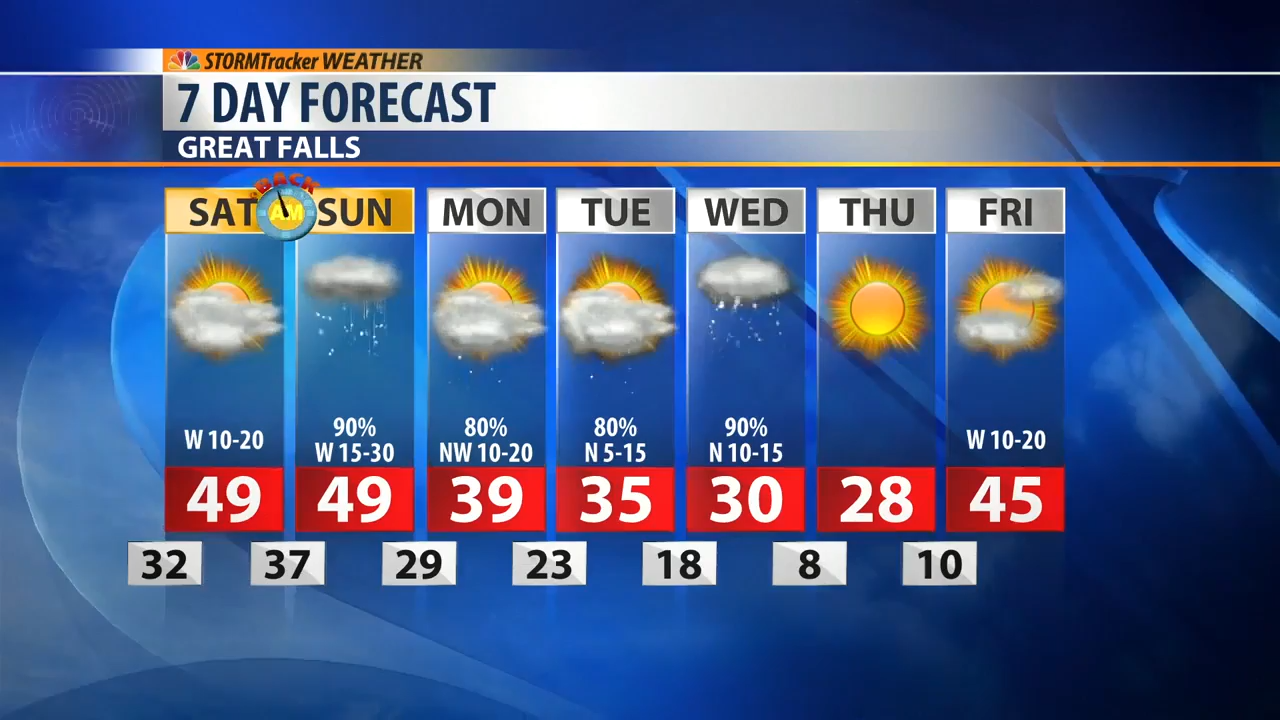 STORMTracker WEATHER
7 DAY FORECAST
GREAT FALLS
BACK
SAT AM SUN MON TUE WED THU FRI
90% 80% 80% 90%
W 10-20 W 15-30 NW 10-20 N 5-15 N 10-15 W 10-20
49 49 39 35 30 28 45
32 37 29 23 18 8 10